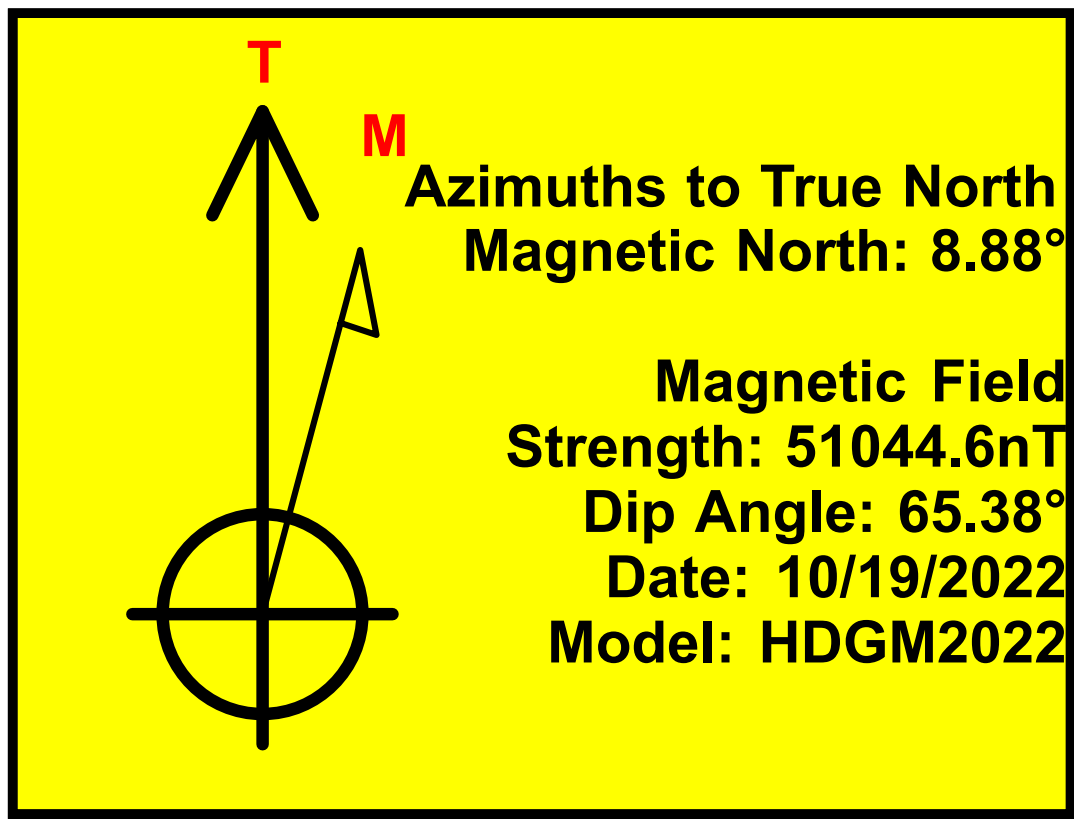 T
M
Azimuths to True North
Magnetic North: 8.88°
Magnetic Field
Strength: 51044.6nT
Dip Angle: 65.38°
Date: 10/19/2022
Model: HDGM2022